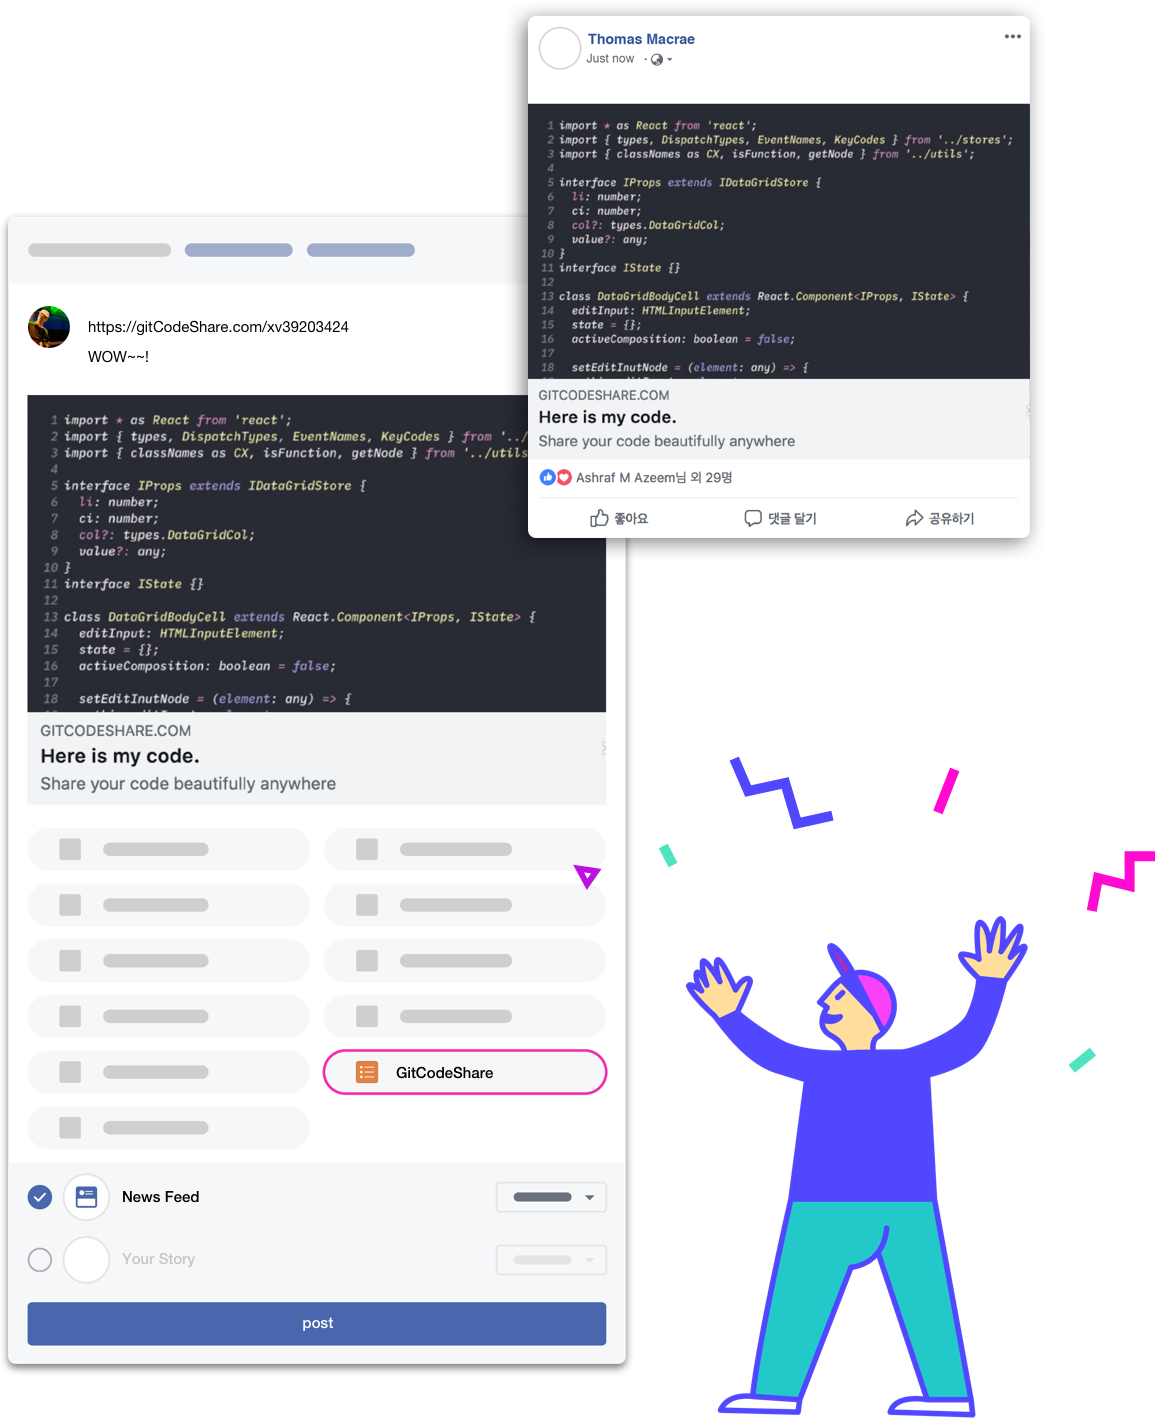 Thomas Macrae
Just now
1 import * as React from 'react';
2 import { types, DispatchTypes, EventNames, KeyCodes } from '../stores';
3 import { classNames as CX, isFunction, getNode } from '../utils';
4
5 interface IProps extends IDataGridStore {
6 li: number;
7 ci: number;
8 col?: types.DataGridCol;
9 value?: any;
10 }
11 interface IState {}
12
13 class DataGridBodyCell extends React.Component<IProps, IState> {
14 editInput: HTMLInputElement;
15 state = {};
16 activeComposition: boolean = false;
17
18 setEditInutNode = (element: any) => {
GITCODESHARE.COM
Here is my code.
Share your code beautifully anywhere
Ashraf M Azeem님 외 29명
좋아요 댓글 달기 공유하기
https://gitCodeShare.com/xv39203424
WOW~~!
1 import * as React from 'react';
2 import { types, DispatchTypes, EventNames, KeyCodes } from '../
3 import { classNames as CX, isFunction, getNode } from '../utils
4
5 interface IProps extends IDataGridStore {
6 li: number;
7 ci: number;
8 col?: types.DataGridCol;
9 value?: any;
10 }
11 interface IState {}
12
13 class DataGridBodyCell extends React.Component<IProps, IState> {
14 editInput: HTMLInputElement;
15 state = {};
16 activeComposition: boolean = false;
17
18 setEditInutNode = (element: any) => {
GITCODESHARE.COM
Here is my code.
Share your code beautifully anywhere
GitCodeShare
News Feed
Your Story
post